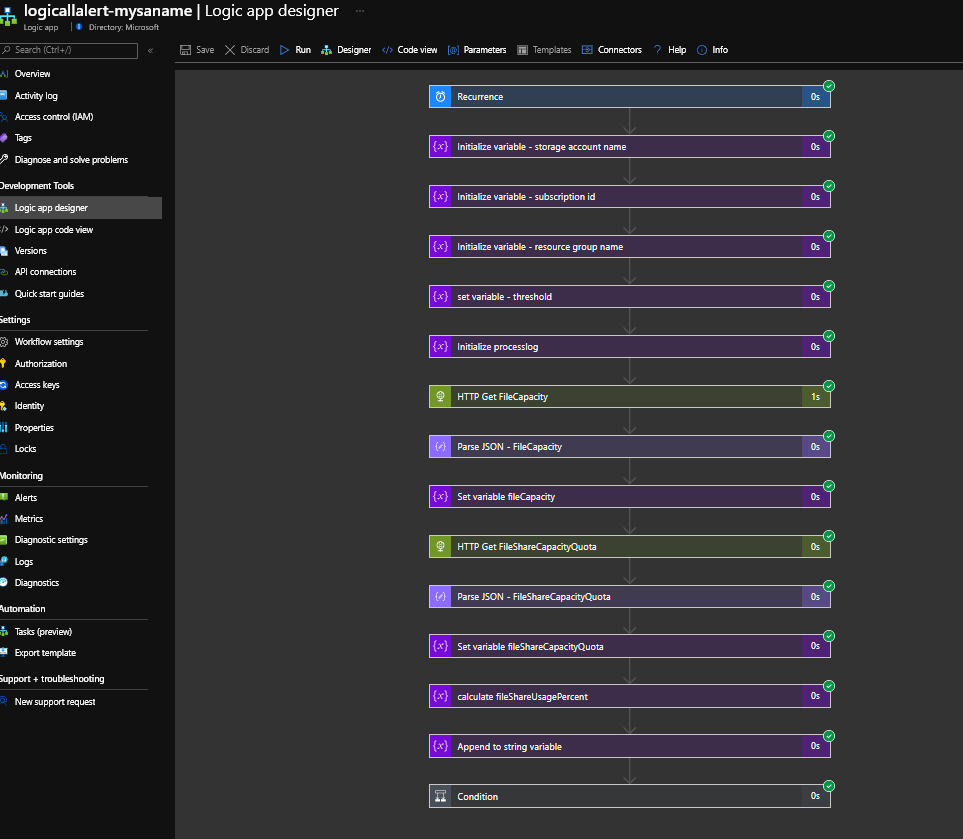 logicallalert-mysaname | Logic app designer ...
Logic app | Directory: Microsoft
Search (Ctrl+/) «
Overview
Activity log
Access control (IAM)
Tags
Diagnose and solve problems
Development Tools
Logic app designer
Logic app code view
Versions
API connections
Quick start guides
Settings
Workflow settings
Authorization
Access keys
Identity
Properties
Locks
Monitoring
Alerts
Metrics
Diagnostic settings
Logs
Diagnostics
Automation
Tasks (preview)
Export template
Support + troubleshooting
New support request
Save Discard Run Designer Code view Parameters Templates Connectors Help Info
Recurrence 0s
Initialize variable - storage account name 0s
Initialize variable - subscription id 0s
Initialize variable - resource group name 0s
set variable - threshold 0s
Initialize processlog 0s
HTTP Get FileCapacity 1s
Parse JSON - FileCapacity 0s
Set variable fileCapacity 0s
HTTP Get FileShareCapacityQuota 0s
Parse JSON - FileShareCapacityQuota 0s
Set variable fileShareCapacityQuota 0s
calculate fileShareUsagePercent 0s
Append to string variable 0s
Condition 0s